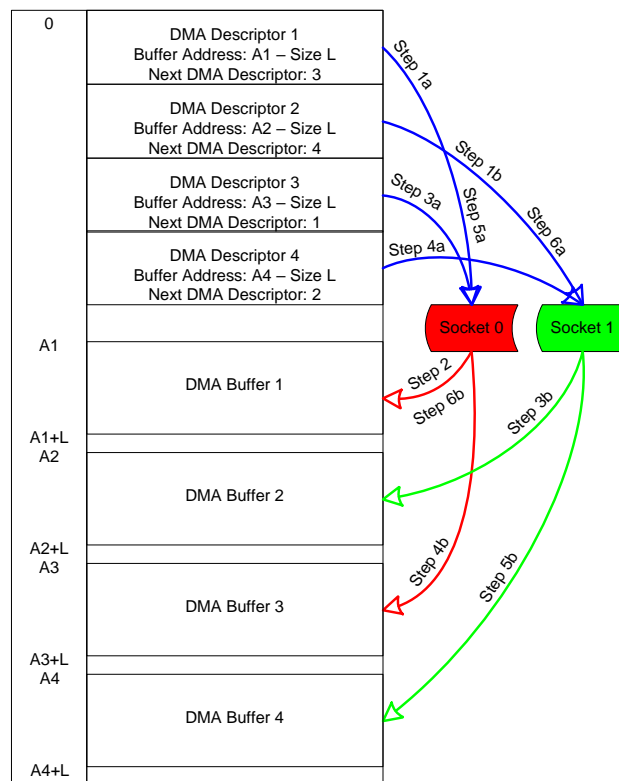 0
DMA Descriptor 1
Buffer Address: A1 – Size L
Next DMA Descriptor: 3
DMA Descriptor 2
Buffer Address: A2 – Size L
Next DMA Descriptor: 4
DMA Descriptor 3
Buffer Address: A3 – Size L
Next DMA Descriptor: 1
DMA Descriptor 4
Buffer Address: A4 – Size L
Next DMA Descriptor: 2
Step 1a
Step 1b
Step 3a
Step 5a
Step 6a
Step 4a
Socket 0
Socket 1
A1
DMA Buffer 1
Step 2
Step 6b
Step 3b
A1+L
A2
DMA Buffer 2
A2+L
A3
Step 4b
Step 5b
DMA Buffer 3
A3+L
A4
DMA Buffer 4
A4+L